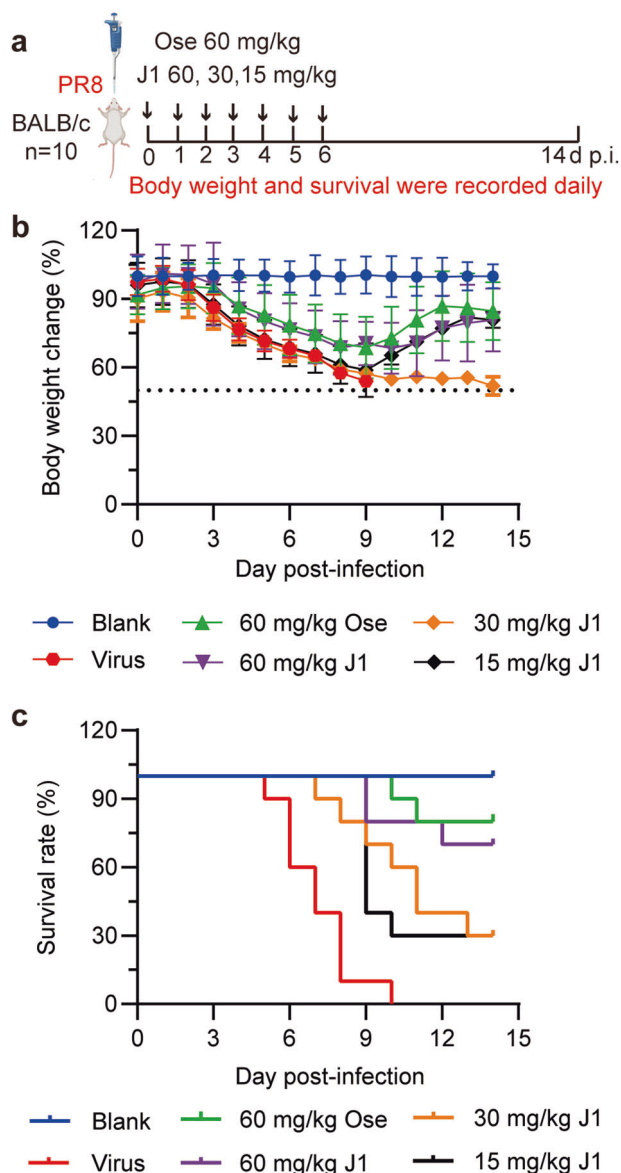 a
Ose 60 mg/kg
J1 60, 30,15 mg/kg
PR8
BALB/c
n=10
0 1 2 3 4 5 6 14 d p.i.
Body weight and survival were recorded daily
b
Body weight change (%)
120
90
60
30
0
0 3 6 9 12 15
Day post-infection
Blank 60 mg/kg Ose 30 mg/kg J1
Virus 60 mg/kg J1 15 mg/kg J1
c
Survival rate (%)
120
90
60
30
0
0 3 6 9 12 15
Day post-infection
Blank 60 mg/kg Ose 30 mg/kg J1
Virus 60 mg/kg J1 15 mg/kg J1